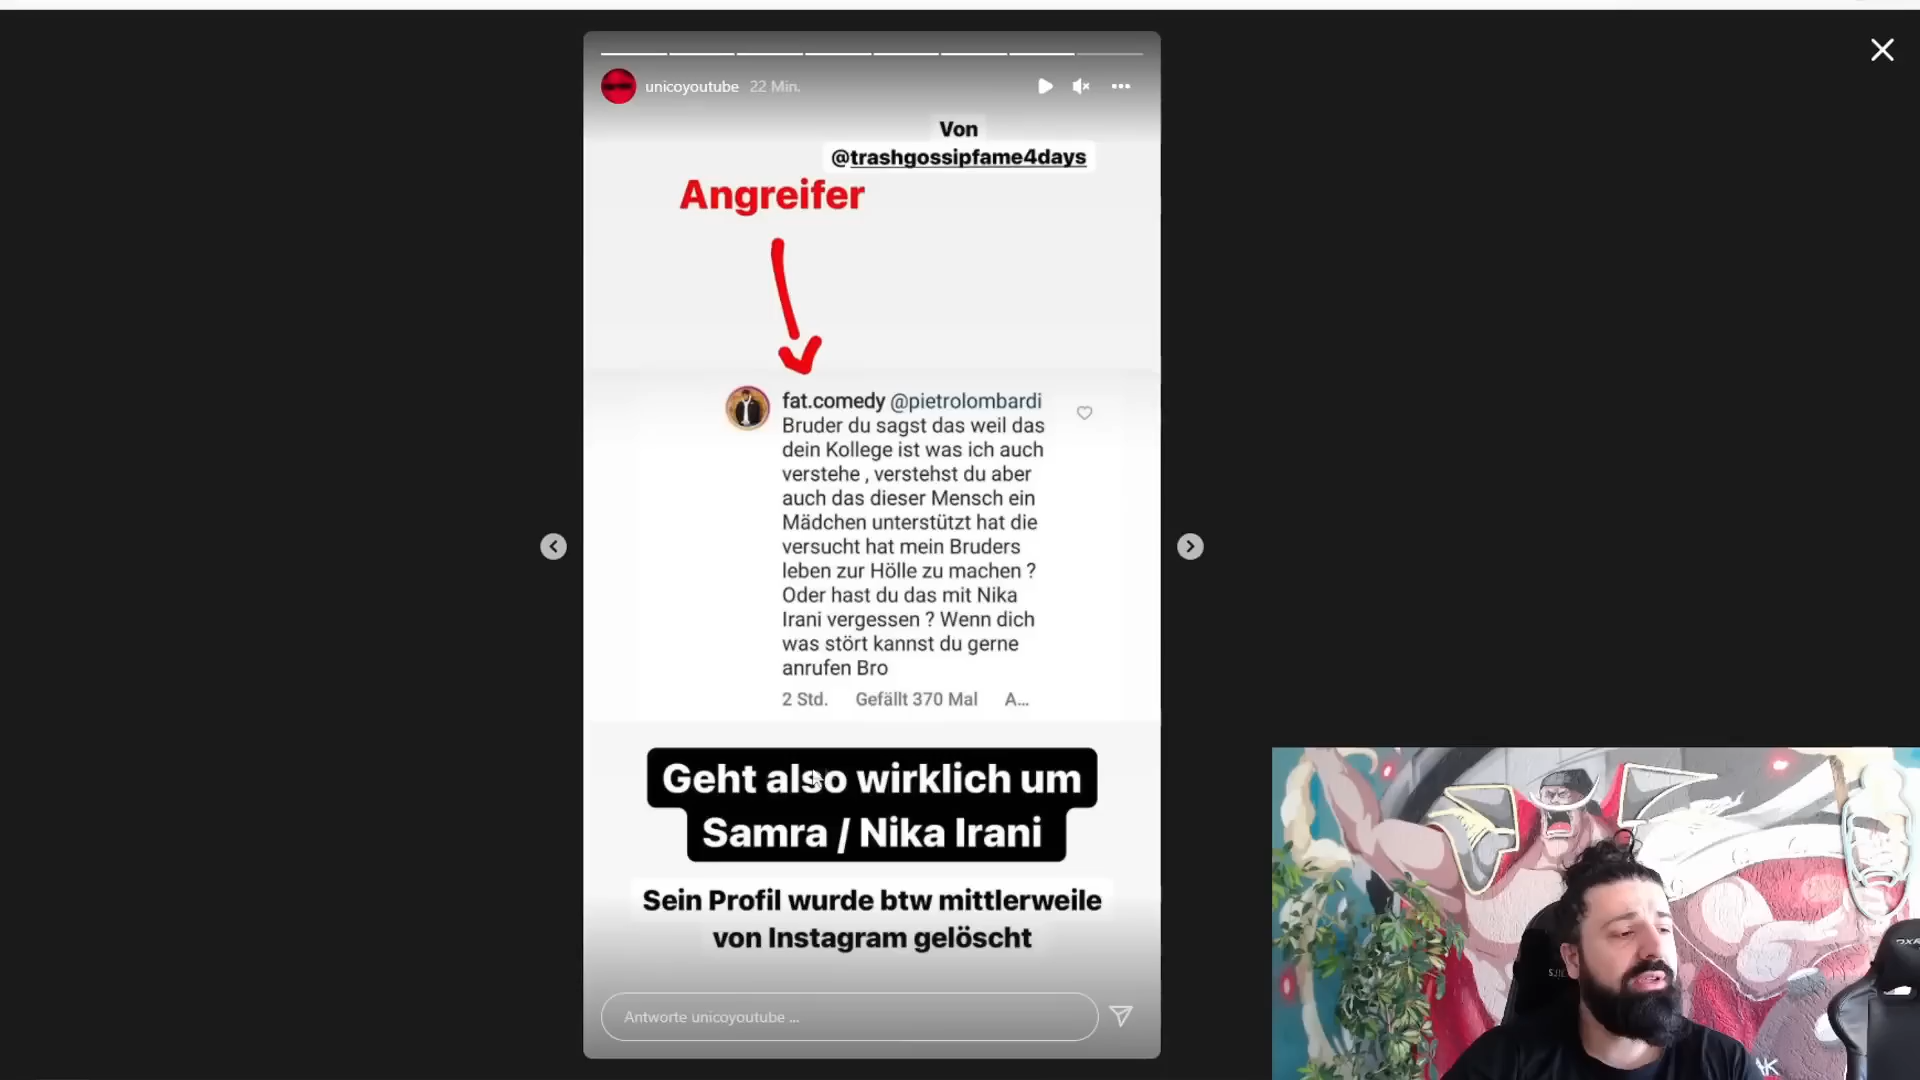 unicoyoutube 22 Min.
Von
@trashgossipfame4days
Angreifer
fat.comedy @pietrolombardi
Bruder du sagst das weil das
dein Kollege ist was ich auch
verstehe , verstehst du aber
auch das dieser Mensch ein
Mädchen unterstützt hat die
versucht hat mein Bruders
leben zur Hölle zu machen ?
Oder hast du das mit Nika
Irani vergessen ? Wenn dich
was stört kannst du gerne
anrufen Bro
2 Std. Gefällt 370 Mal A...
Geht also wirklich um
Samra / Nika Irani
Sein Profil wurde btw mittlerweile
von Instagram gelöscht
Antworte unicoyoutube ...